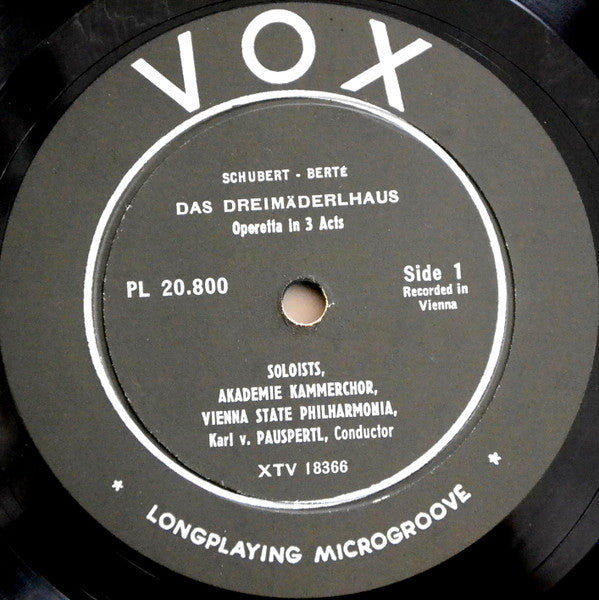 VOX
SCHUBERT - BERTÉ
DAS DREIMÄDERLHAUS
Operetta in 3 Acts
PL 20.800
Side 1
Recorded in
Vienna
SOLOISTS,
AKADEMIE KAMMERCHOR,
VIENNA STATE PHILHARMONIA,
Karl v. PAUSPERTL, Conductor
XTV 18366
* LONGPLAYING MICROGROOVE *